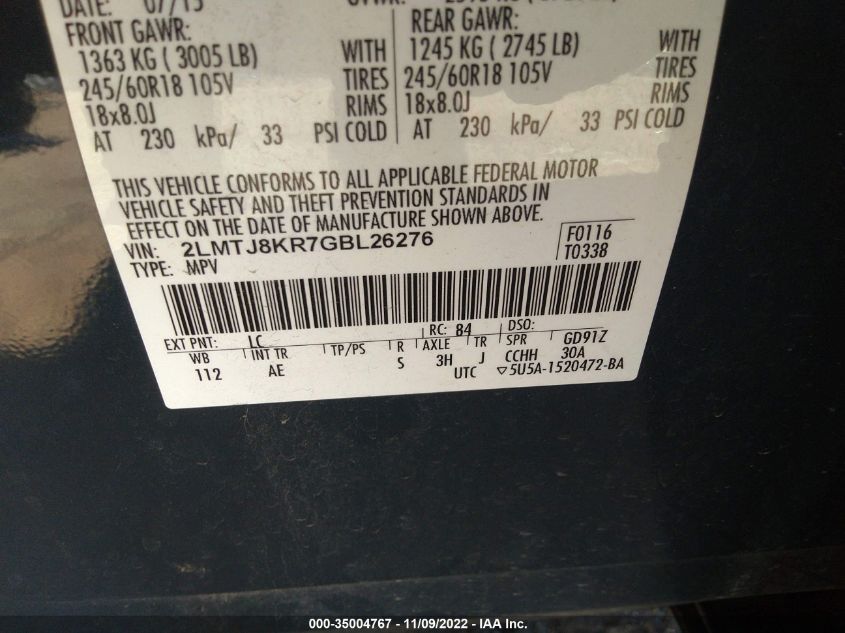 DATE: 07/15 GVWR:
FRONT GAWR: REAR GAWR:
1363 KG ( 3005 LB) WITH 1245 KG ( 2745 LB) WITH
245/60R18 105V TIRES 245/60R18 105V TIRES
18x8.0J RIMS 18x8.0J RIMS
AT 230 kPa/ 33 PSI COLD AT 230 kPa/ 33 PSI COLD
THIS VEHICLE CONFORMS TO ALL APPLICABLE FEDERAL MOTOR
VEHICLE SAFETY AND THEFT PREVENTION STANDARDS IN
EFFECT ON THE DATE OF MANUFACTURE SHOWN ABOVE.
VIN: 2LMTJ8KR7GBL26276 F0116
TYPE: MPV T0338
EXT PNT: LC RC: 84 DSO:
WB INT TR TP/PS R AXLE TR SPR GD91Z
112 AE S 3H J CCHH 30A
UTC ▽5U5A-1520472-BA
000-35004767 - 11/09/2022 - IAA Inc.